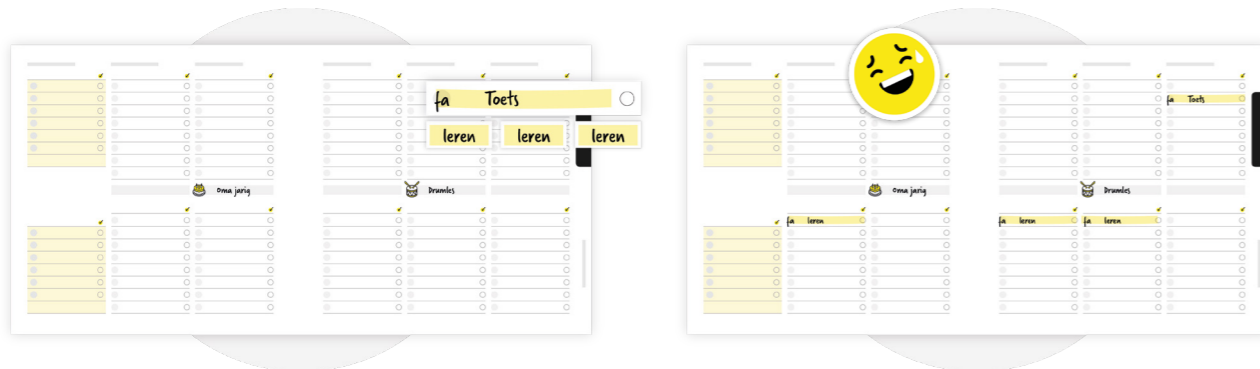 fa Toets
leren leren leren
Oma jarig
Drumles
fa Toets
Oma jarig
Drumles
fa leren
fa leren
fa leren